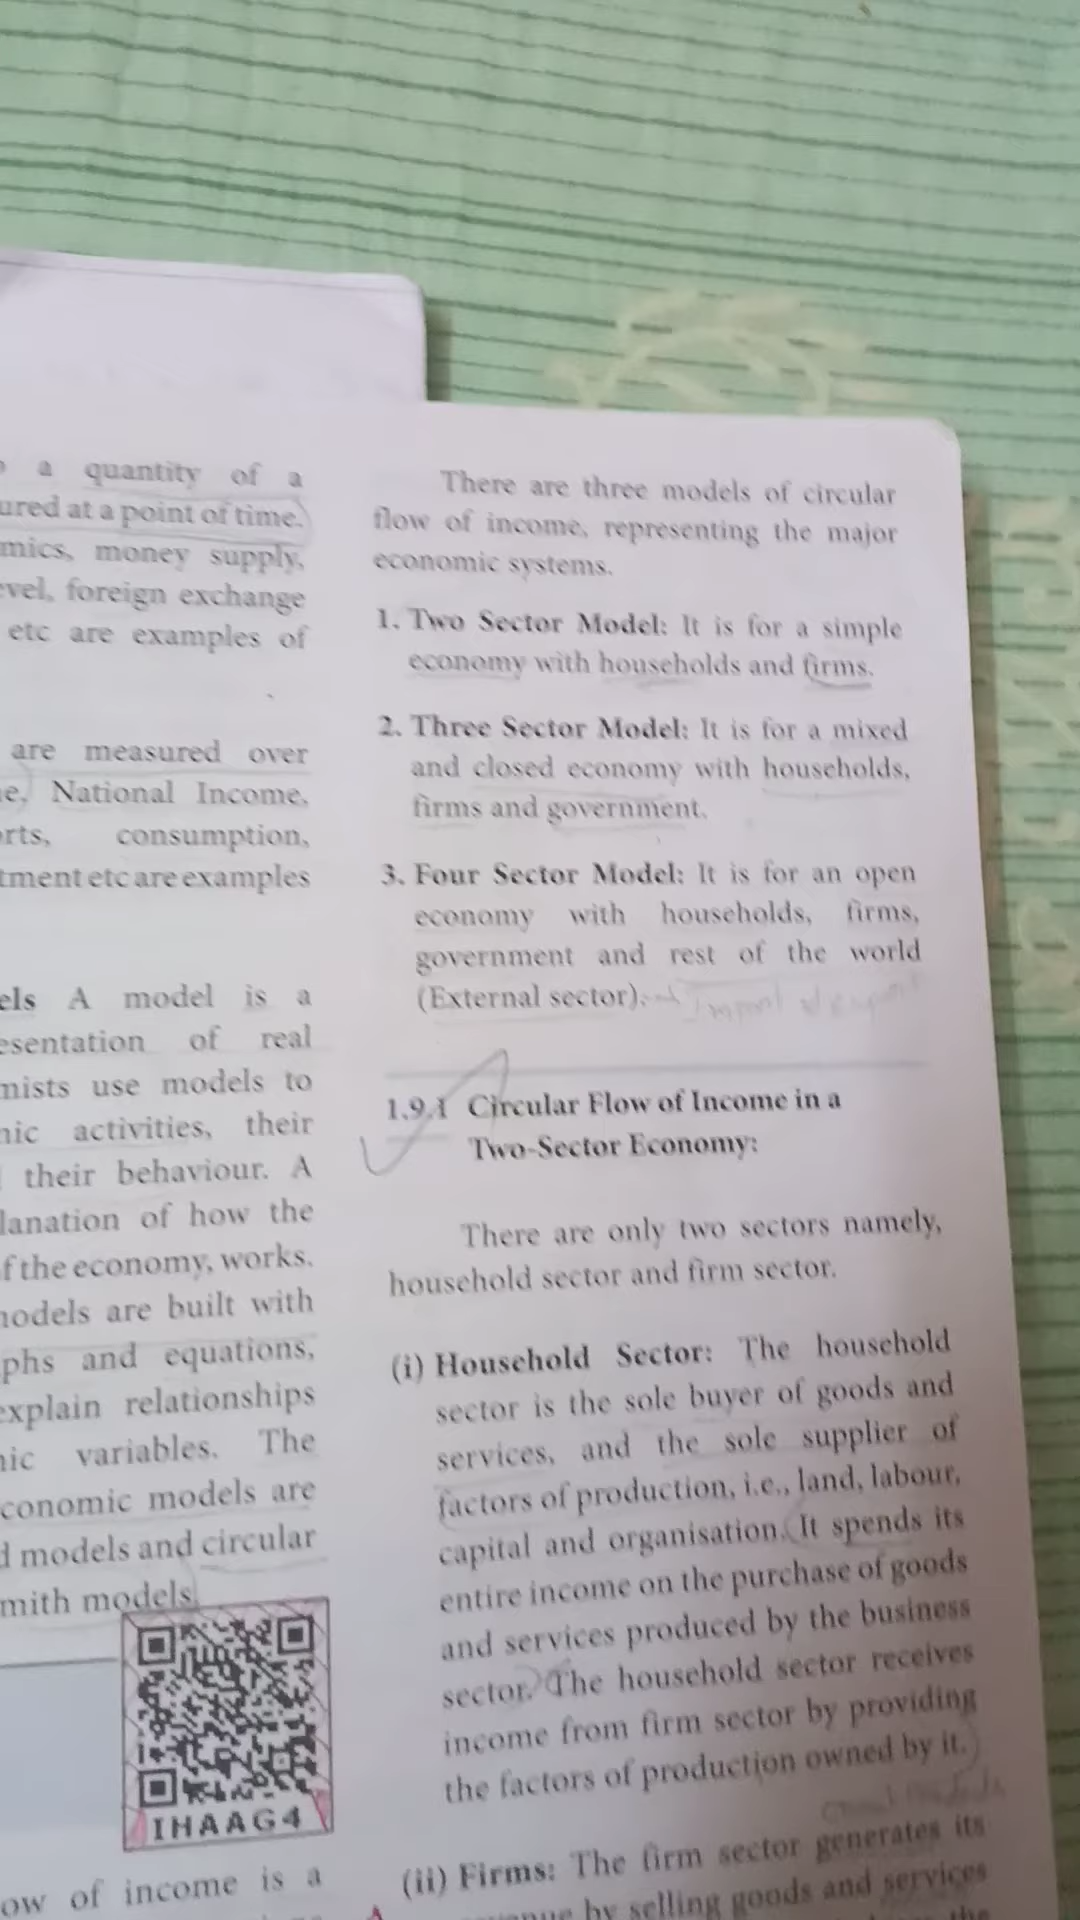 a quantity of a
ured at a point of time.
mics, money supply,
evel, foreign exchange
etc are examples of
are measured over
e, National Income,
rts, consumption,
tment etc are examples
els A model is a
esentation of real
mists use models to
nic activities, their
their behaviour. A
lanation of how the
f the economy, works.
nodels are built with
phs and equations,
explain relationships
nic variables. The
conomic models are
d models and circular
mith models.
IHAAG4
ow of income is a
There are three models of circular
flow of income, representing the major
economic systems.
1. Two Sector Model: It is for a simple
economy with households and firms.
2. Three Sector Model: It is for a mixed
and closed economy with households,
firms and government.
3. Four Sector Model: It is for an open
economy with households, firms,
government and rest of the world
(External sector). Import
1.9.1 Circular Flow of Income in a
Two-Sector Economy:
There are only two sectors namely,
household sector and firm sector.
(i) Household Sector: The household
sector is the sole buyer of goods and
services, and the sole supplier of
factors of production, i.e., land, labour,
capital and organisation. It spends its
entire income on the purchase of goods
and services produced by the business
sector. The household sector receives
income from firm sector by providing
the factors of production owned by it.
(ii) Firms: The firm sector generates its
by selling goods and services
the